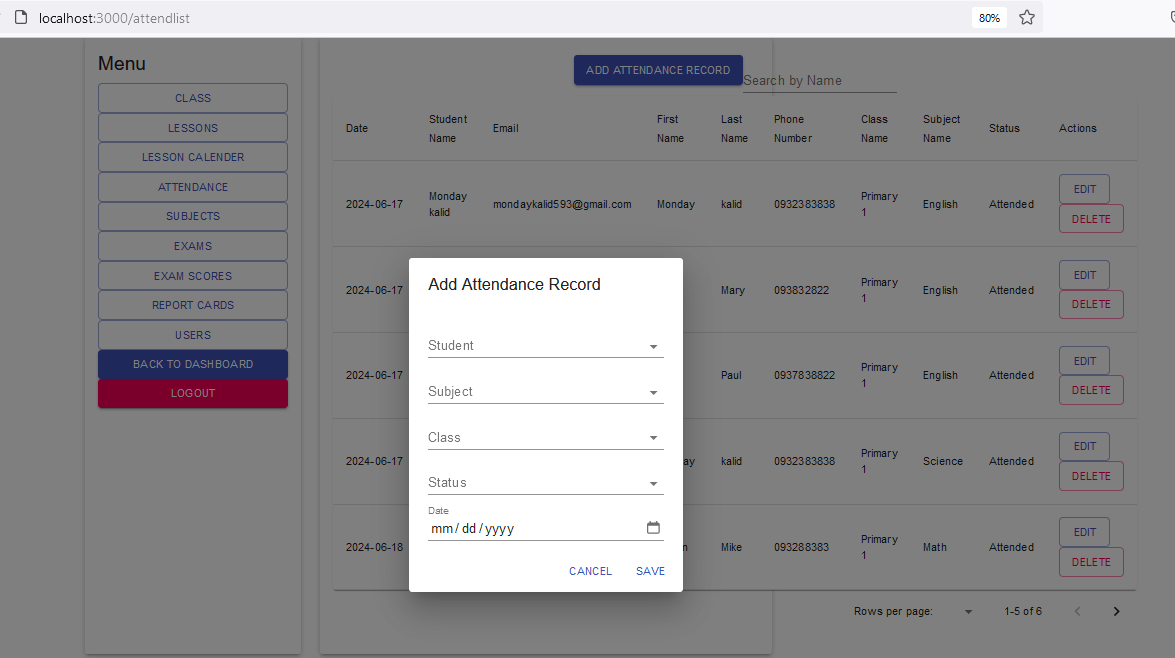 localhost:3000/attendlist
80%
Menu
CLASS
LESSONS
LESSON CALENDER
ATTENDANCE
SUBJECTS
EXAMS
EXAM SCORES
REPORT CARDS
USERS
BACK TO DASHBOARD
LOGOUT
ADD ATTENDANCE RECORD
Search by Name
Date Student Name Email First Name Last Name Phone Number Class Name Subject Name Status Actions
2024-06-17 Monday kalid mondaykalid593@gmail.com Monday kalid 0932383838 Primary 1 English Attended EDIT DELETE
2024-06-17 Mary 093832822 Primary 1 English Attended EDIT DELETE
2024-06-17 Paul 0937838822 Primary 1 English Attended EDIT DELETE
2024-06-17 ay kalid 0932383838 Primary 1 Science Attended EDIT DELETE
2024-06-18 n Mike 093288383 Primary 1 Math Attended EDIT DELETE
Rows per page: 1-5 of 6
Add Attendance Record
Student
Subject
Class
Status
Date
mm/dd/yyyy
CANCEL SAVE